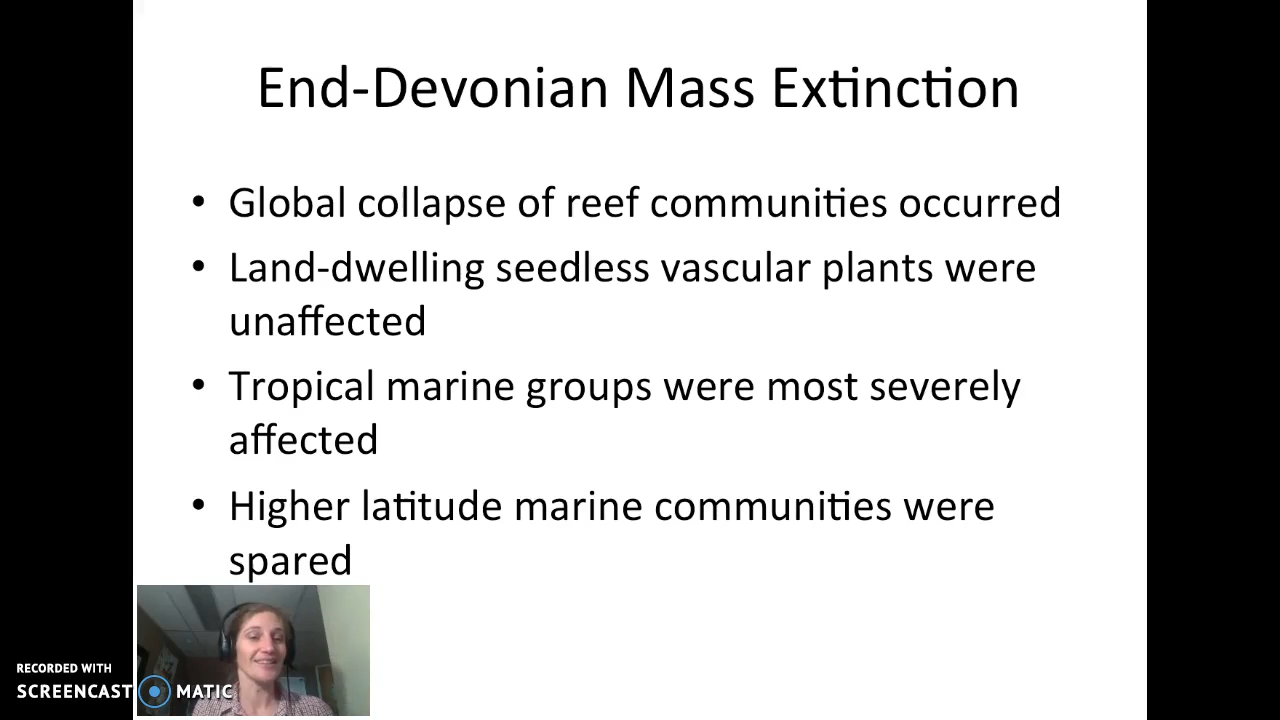 End-Devonian Mass Extinction
• Global collapse of reef communities occurred
• Land-dwelling seedless vascular plants were
unaffected
• Tropical marine groups were most severely
affected
• Higher latitude marine communities were
spared
RECORDED WITH
SCREENCAST MATIC